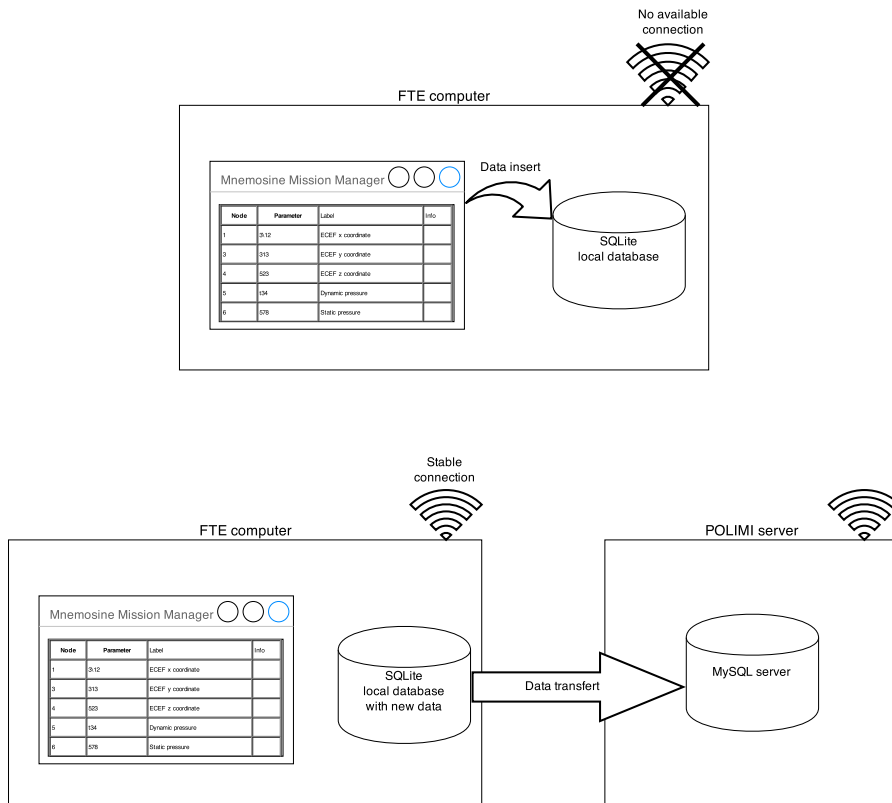 No available
connection
FTE computer
Mnemosine Mission Manager
Data insert
Node Parameter Label Info
1 3\12 ECEF x coordinate
3 313 ECEF y coordinate
4 523 ECEF z coordinate
5 t34 Dynamic pressure
6 578 Static pressure
SQLite
local database
Stable
connection
FTE computer
POLIMI server
Mnemosine Mission Manager
Node Parameter Label Info
1 3\12 ECEF x coordinate
3 313 ECEF y coordinate
4 523 ECEF z coordinate
5 t34 Dynamic pressure
6 578 Static pressure
SQLite
local database
with new data
Data transfert
MySQL server